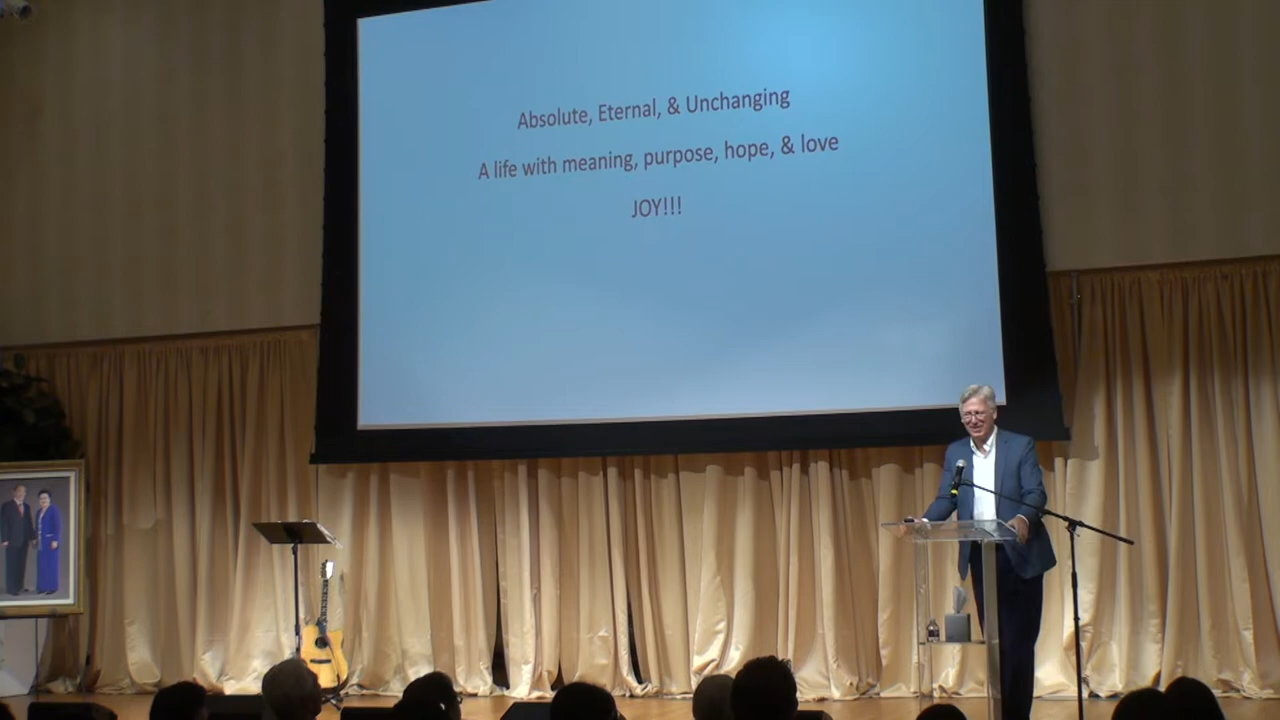 Absolute, Eternal, & Unchanging
A life with meaning, purpose, hope, & love
JOY!!!